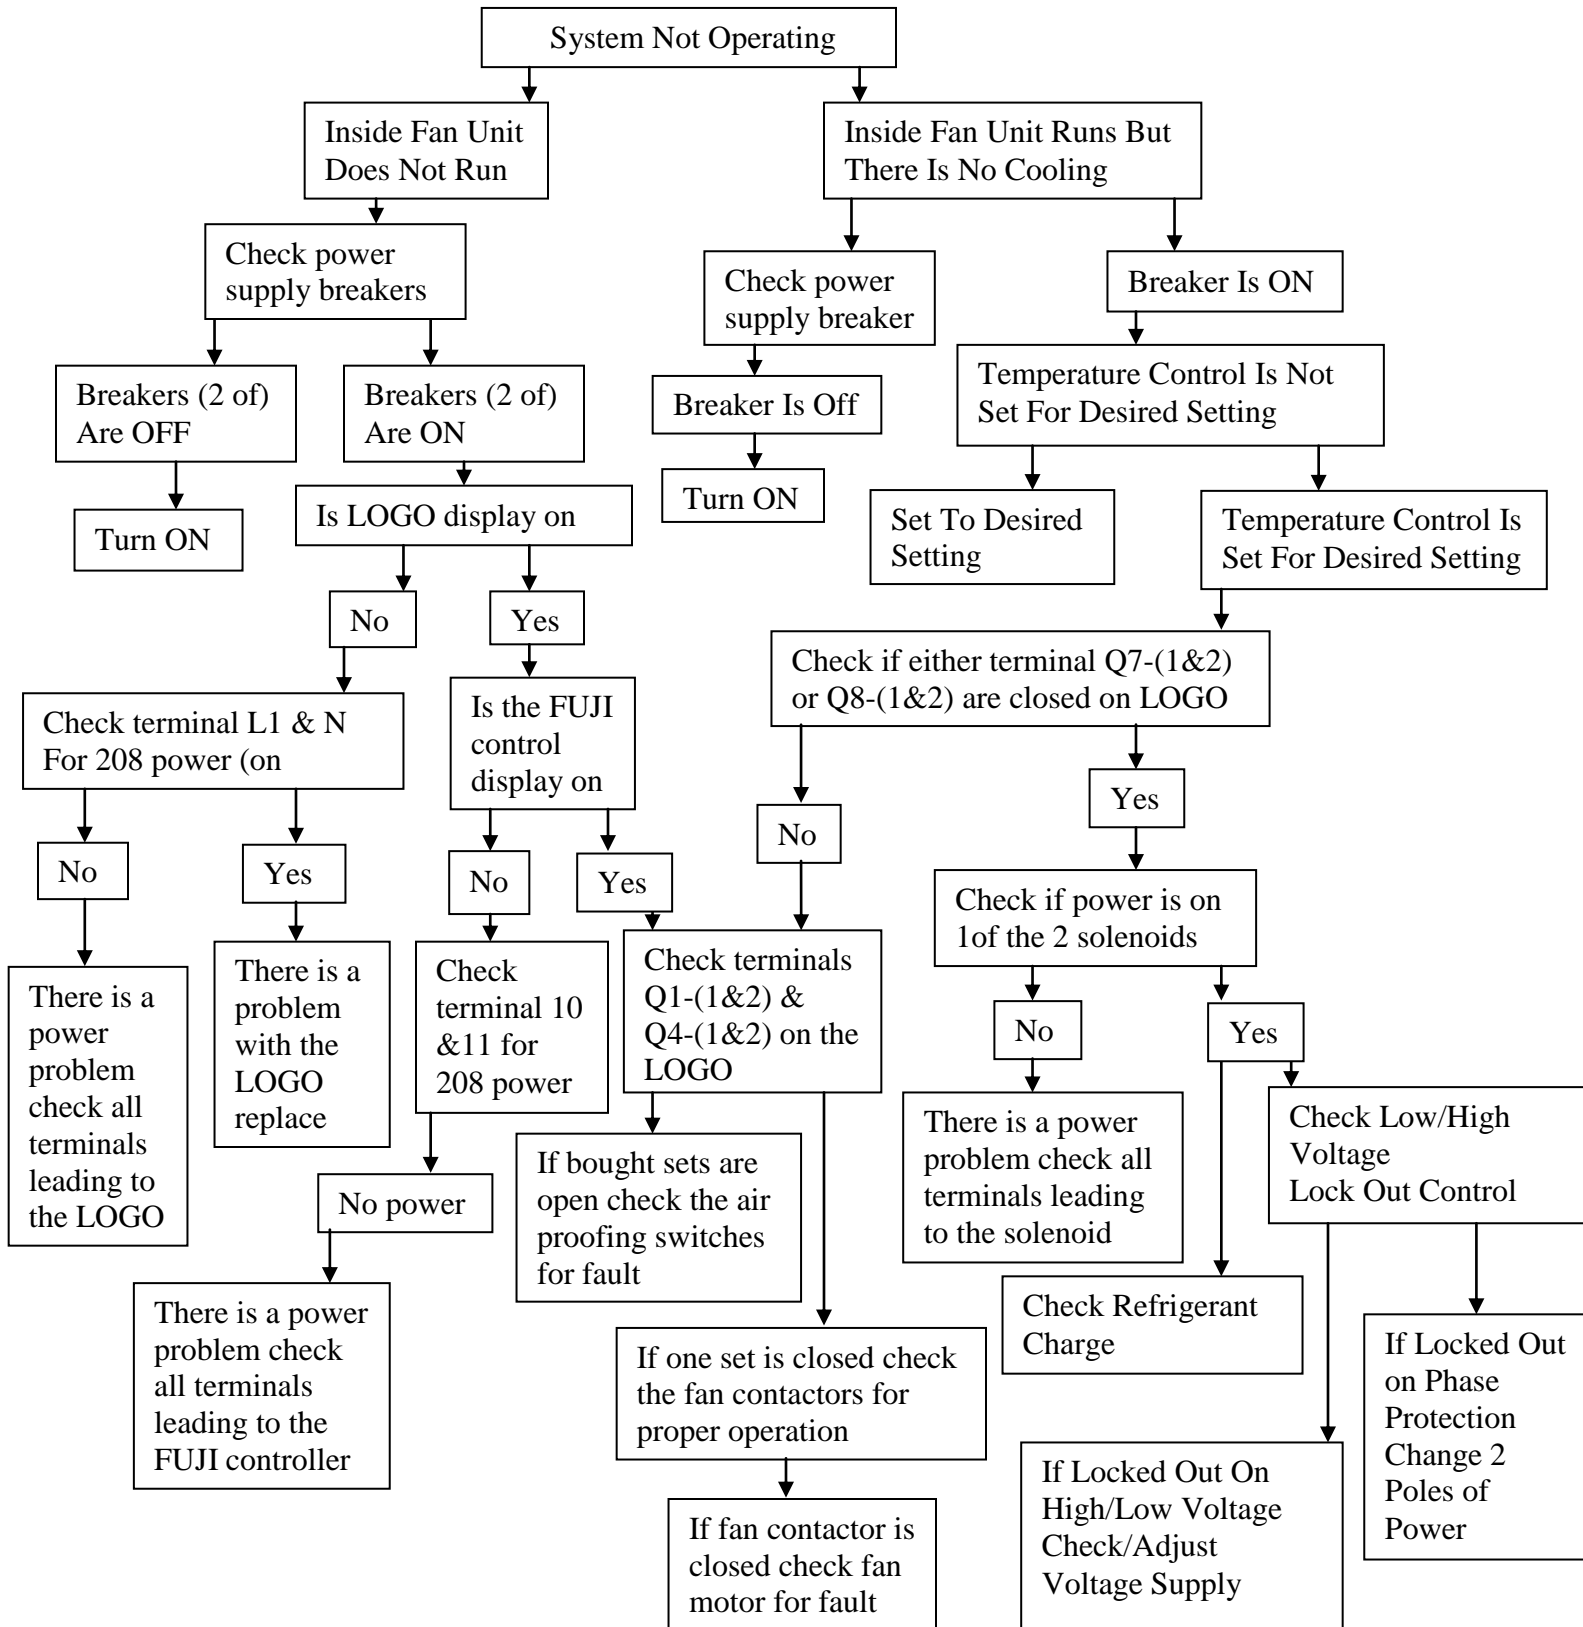 System Not Operating
Inside Fan Unit
Does Not Run
Inside Fan Unit Runs But
There Is No Cooling
Check power
supply breakers
Check power
supply breaker
Breaker Is ON
Breakers (2 of)
Are OFF
Breakers (2 of)
Are ON
Breaker Is Off
Temperature Control Is Not
Set For Desired Setting
Turn ON
Is LOGO display on
Turn ON
Set To Desired
Setting
Temperature Control Is
Set For Desired Setting
No
Yes
Check if either terminal Q7-(1&2)
or Q8-(1&2) are closed on LOGO
Check terminal L1 & N
For 208 power (on
Is the FUJI
control
display on
No
Yes
No
Yes
No
Yes
Check if power is on
1of the 2 solenoids
There is a
power
problem
check all
terminals
leading to
the LOGO
There is a
problem
with the
LOGO
replace
Check
terminal 10
&11 for
208 power
Check terminals
Q1-(1&2) &
Q4-(1&2) on the
LOGO
No
Yes
No power
If bought sets are
open check the air
proofing switches
for fault
There is a power
problem check all
terminals leading
to the solenoid
Check Low/High
Voltage
Lock Out Control
There is a power
problem check
all terminals
leading to the
FUJI controller
If one set is closed check
the fan contactors for
proper operation
Check Refrigerant
Charge
If Locked Out
on Phase
Protection
Change 2
Poles of
Power
If fan contactor is
closed check fan
motor for fault
If Locked Out On
High/Low Voltage
Check/Adjust
Voltage Supply